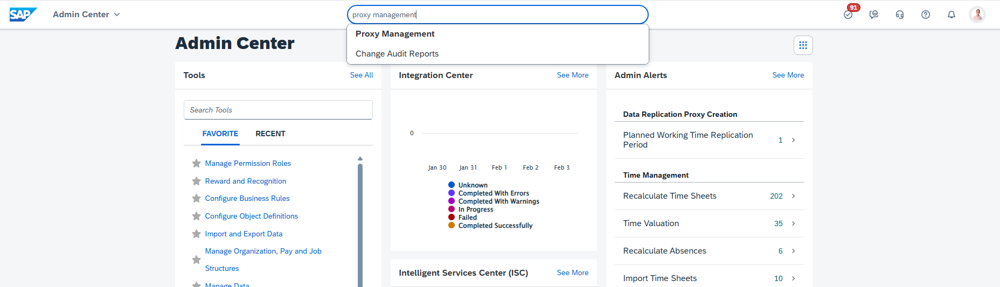 SAP
Admin Center
proxy management
91
Proxy Management
Change Audit Reports
Admin Center
Tools
See All
Search Tools
FAVORITE
RECENT
Manage Permission Roles
Reward and Recognition
Configure Business Rules
Configure Object Definitions
Import and Export Data
Manage Organization, Pay and Job
Structures
Manage Data
Integration Center
See More
0
Jan 30
Jan 31
Feb 1
Feb 2
Feb 3
Unknown
Completed With Errors
Completed With Warnings
In Progress
Failed
Completed Successfully
Intelligent Services Center (ISC)
See More
Admin Alerts
See More
Data Replication Proxy Creation
Planned Working Time Replication
Period
1
Time Management
Recalculate Time Sheets 202
Time Valuation 35
Recalculate Absences 6
Import Time Sheets 10